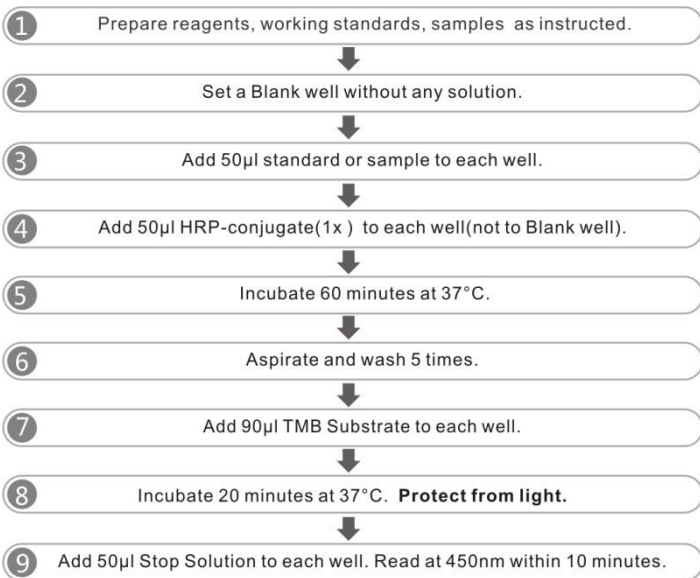 1 Prepare reagents, working standards, samples as instructed.
2 Set a Blank well without any solution.
3 Add 50μl standard or sample to each well.
4 Add 50μl HRP-conjugate(1x ) to each well(not to Blank well).
5 Incubate 60 minutes at 37°C.
6 Aspirate and wash 5 times.
7 Add 90μl TMB Substrate to each well.
8 Incubate 20 minutes at 37°C. Protect from light.
9 Add 50μl Stop Solution to each well. Read at 450nm within 10 minutes.